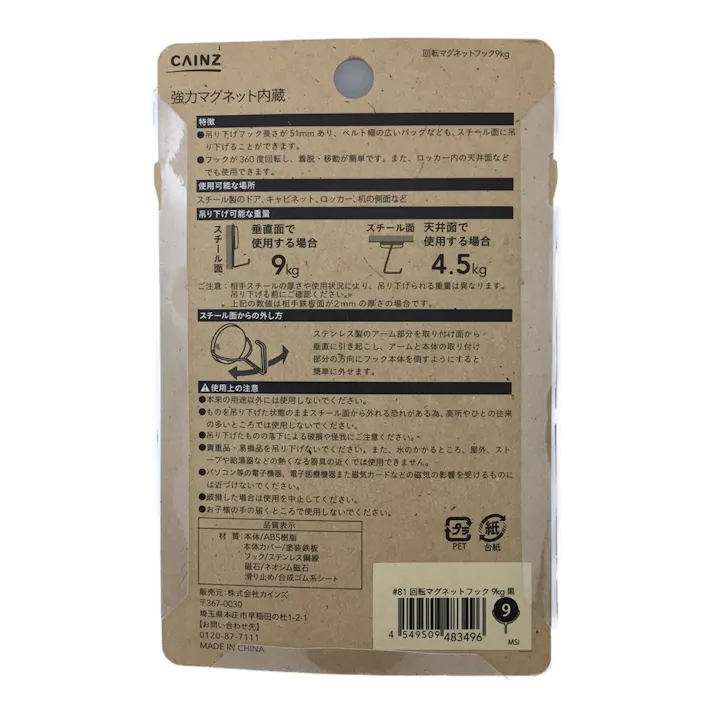 CAINZ
回転マグネットフック9kg
強力マグネット内蔵
特徴
●吊り下げフック長さが51mmあり、ベルト幅の広いバッグなども、スチール面に吊
り下げることができます。
●フックが360度回転し、着脱・移動が簡単です。また、ロッカー内の天井面など
でも使用できます。
使用可能な場所
スチール製のドア、キャビネット、ロッカー、机の側面など
吊り下げ可能な重量
スチール面
垂直面で
使用する場合
9kg
スチール面
天井面で
使用する場合
4.5kg
ご注意：相手スチールの厚さや使用状況により、吊り下げられる重量は異なります。
吊り下げる前にご確認ください。
上記の数値は相手鉄板面が2mmの厚さの場合です。
スチール面からの外し方
ステンレス製のアーム部分を取り付け面から
垂直に引き起こし、アームと本体の取り付け
部分の方向にフック本体を倒すようにすると
簡単に外せます。
使用上の注意
●本来の用途以外には使用しないでください。
●ものを吊り下げた状態のままスチール面から外れる恐れがある為、高所やひとの往来
の多いところでは使用しないでください。
●吊り下げたものの落下による破損や怪我にご注意ください。
●貴重品・易損品を吊り下げないでください。また、水のかかるところ、屋外、スト
ーブや給湯器などの熱くなる器具の近くでは使用できません。
●パソコン等の電子機器、電子医療機器また磁気カードなどの磁気の影響を受けるものに
は近づけないでください。
●破損した場合は使用を中止してください。
●お子様の手の届くところで使用しないでください。
品質表示
材 質：本体/ABS樹脂
本体カバー/塗装鉄板
フック/ステンレス鋼線
磁石/ネオジム磁石
滑り止め/合成ゴム系シート
プラ
PET
紙
台紙
販売元：株式会社カインズ
〒367-0030
埼玉県本庄市早稲田の杜1-2-1
【お問い合わせ先】
0120-87-7111
MADE IN CHINA
#81 回転マグネットフック 9kg 黒
4 549509 483496
9
MSI